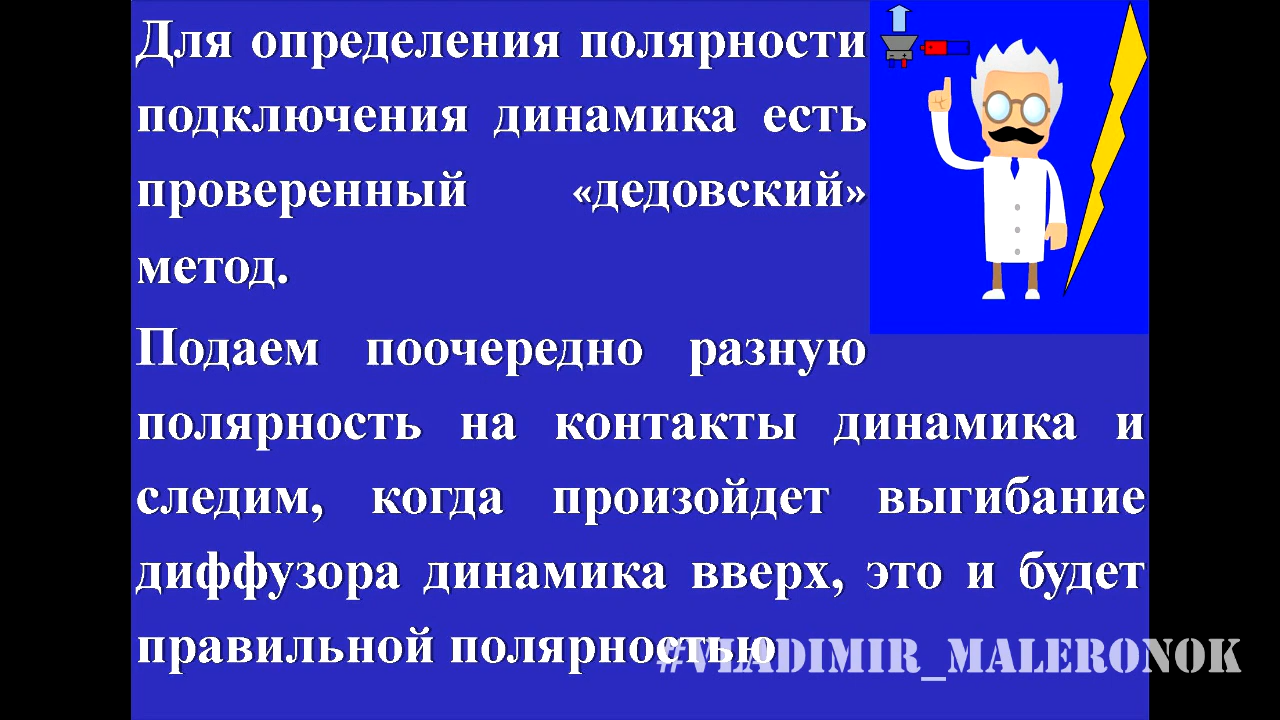 Для определения полярности
подключения динамика есть
проверенный «дедовский»
метод.
Подаем поочередно разную
полярность на контакты динамика и
следим, когда произойдет выгибание
диффузора динамика вверх, это и будет
правильной полярностью
#VLADIMIR_MALERONOK